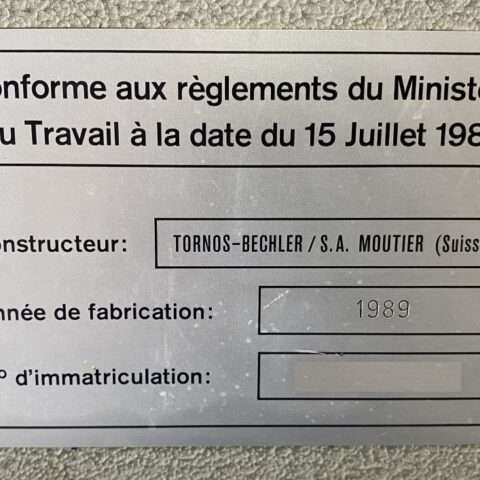 onforme aux règlements du Ministè
u Travail à la date du 15 Juillet 198
onstructeur: TORNOS-BECHLER / S.A. MOUTIER (Suiss
nnée de fabrication: 1989
° d'immatriculation: